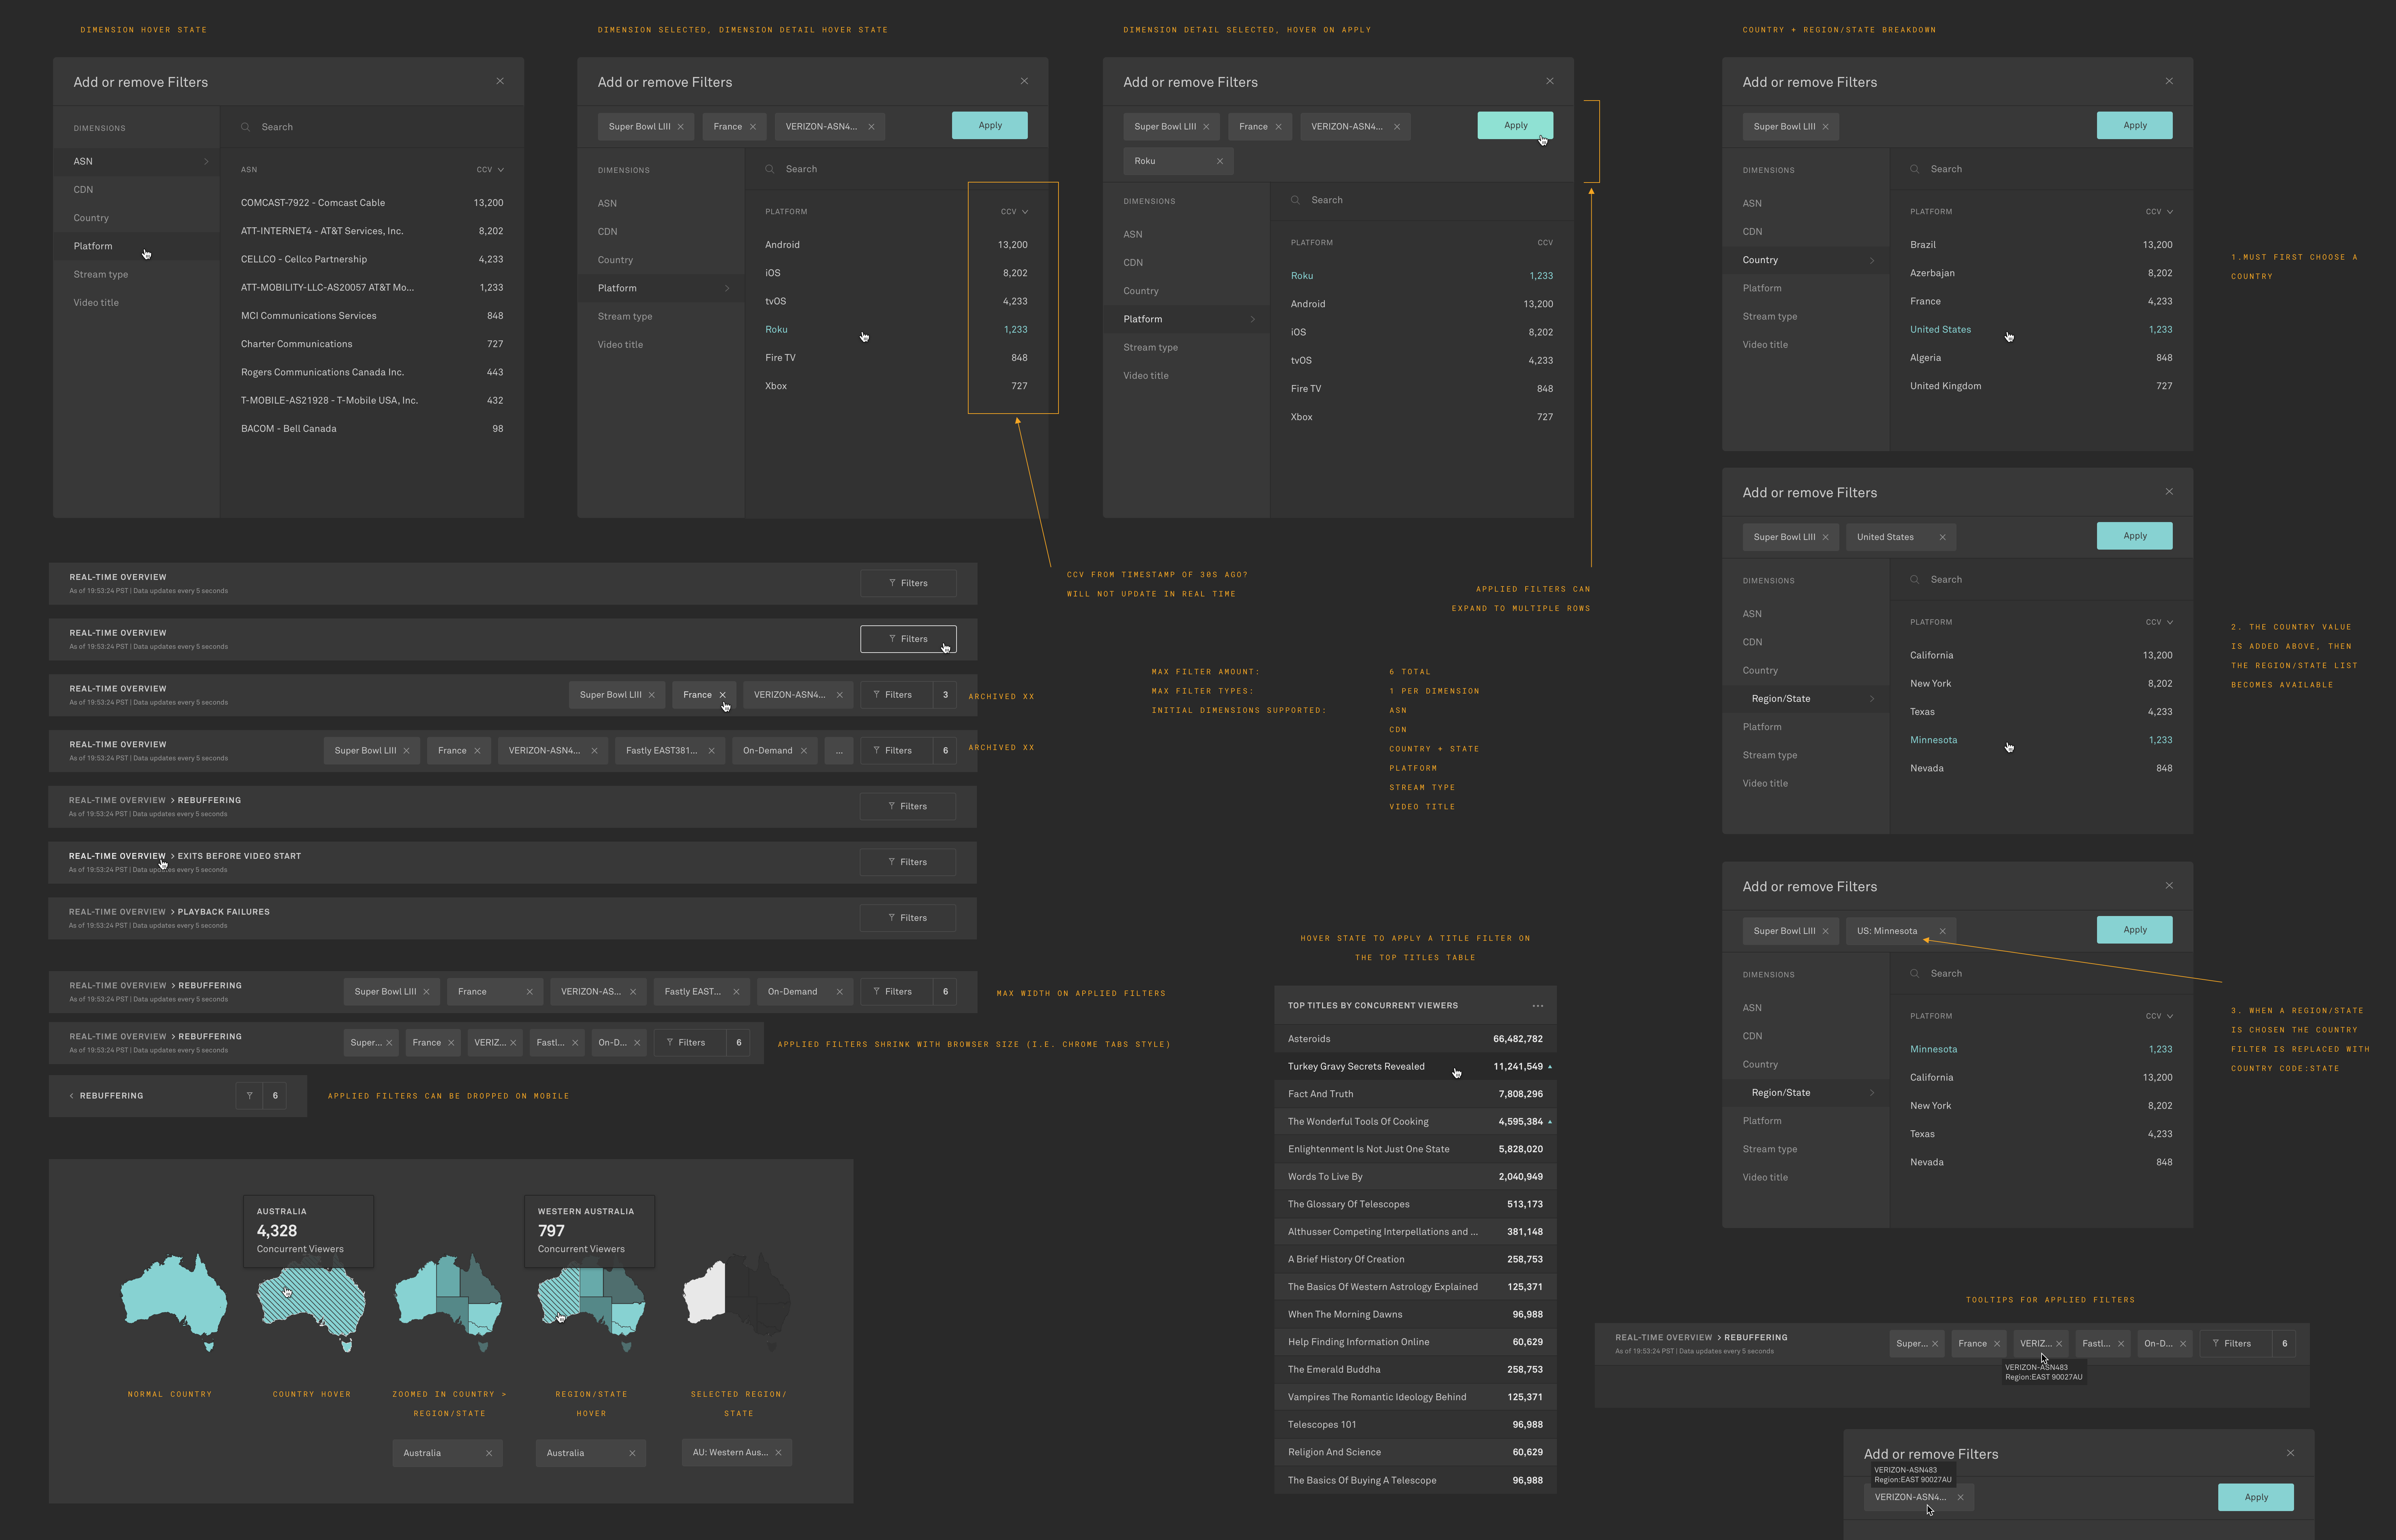 DIMENSION HOVER STATE
Add or remove Filters
DIMENSIONS
Search
ASN
CDN
Country
Platform
Stream type
Video title
ASN CCV
COMCAST-7922 - Comcast Cable 13,200
ATT-INTERNET4 - AT&T Services, Inc. 8,202
CELLCO - Cellco Partnership 4,233
ATT-MOBILITY-LLC-AS20057 AT&T Mo... 1,233
MCI Communications Services 848
Charter Communications 727
Rogers Communications Canada Inc. 443
T-MOBILE-AS21928 - T-Mobile USA, Inc. 432
BACOM - Bell Canada 98
DIMENSION SELECTED, DIMENSION DETAIL HOVER STATE
Add or remove Filters
Super Bowl LIII France VERIZON-ASN4... Apply
DIMENSIONS
Search
ASN
CDN
Country
Platform
Stream type
Video title
PLATFORM CCV
Android 13,200
iOS 8,202
tvOS 4,233
Roku 1,233
Fire TV 848
Xbox 727
DIMENSION DETAIL SELECTED, HOVER ON APPLY
Add or remove Filters
Super Bowl LIII France VERIZON-ASN4... Apply
Roku
DIMENSIONS
Search
ASN
CDN
Country
Platform
Stream type
Video title
PLATFORM CCV
Roku 1,233
Android 13,200
iOS 8,202
tvOS 4,233
Fire TV 848
Xbox 727
CCV FROM TIMESTAMP OF 30S AGO?
WILL NOT UPDATE IN REAL TIME
APPLIED FILTERS CAN
EXPAND TO MULTIPLE ROWS
COUNTRY + REGION/STATE BREAKDOWN
Add or remove Filters
Super Bowl LIII Apply
DIMENSIONS
Search
ASN
CDN
Country
Platform
Stream type
Video title
PLATFORM CCV
Brazil 13,200
Azerbajan 8,202
France 4,233
United States 1,233
Algeria 848
United Kingdom 727
1.MUST FIRST CHOOSE A
COUNTRY
Add or remove Filters
Super Bowl LIII United States Apply
DIMENSIONS
Search
ASN
CDN
Country
Region/State
Platform
Stream type
Video title
PLATFORM CCV
California 13,200
New York 8,202
Texas 4,233
Minnesota 1,233
Nevada 848
2. THE COUNTRY VALUE
IS ADDED ABOVE, THEN
THE REGION/STATE LIST
BECOMES AVAILABLE
Add or remove Filters
Super Bowl LIII US: Minnesota Apply
DIMENSIONS
Search
ASN
CDN
Country
Region/State
Platform
Stream type
Video title
PLATFORM CCV
Minnesota 1,233
California 13,200
New York 8,202
Texas 4,233
Nevada 848
3. WHEN A REGION/STATE
IS CHOSEN THE COUNTRY
FILTER IS REPLACED WITH
COUNTRY CODE:STATE
REAL-TIME OVERVIEW
As of 19:53:24 PST | Data updates every 5 seconds
Filters
REAL-TIME OVERVIEW
As of 19:53:24 PST | Data updates every 5 seconds
Filters
REAL-TIME OVERVIEW
As of 19:53:24 PST | Data updates every 5 seconds
Super Bowl LIII France VERIZON-ASN4... Filters 3
ARCHIVED XX
REAL-TIME OVERVIEW
As of 19:53:24 PST | Data updates every 5 seconds
Super Bowl LIII France VERIZON-ASN4... Fastly EAST381... On-Demand ... Filters 6
ARCHIVED XX
REAL-TIME OVERVIEW > REBUFFERING
As of 19:53:24 PST | Data updates every 5 seconds
Filters
REAL-TIME OVERVIEW > EXITS BEFORE VIDEO START
As of 19:53:24 PST | Data updates every 5 seconds
Filters
REAL-TIME OVERVIEW > PLAYBACK FAILURES
As of 19:53:24 PST | Data updates every 5 seconds
Filters
REAL-TIME OVERVIEW > REBUFFERING
As of 19:53:24 PST | Data updates every 5 seconds
Super Bowl LIII France VERIZON-AS... Fastly EAST... On-Demand Filters 6
MAX WIDTH ON APPLIED FILTERS
REAL-TIME OVERVIEW > REBUFFERING
As of 19:53:24 PST | Data updates every 5 seconds
Super... France VERIZ... Fastl... On-D... Filters 6
APPLIED FILTERS SHRINK WITH BROWSER SIZE (I.E. CHROME TABS STYLE)
< REBUFFERING 6
APPLIED FILTERS CAN BE DROPPED ON MOBILE
MAX FILTER AMOUNT: 6 TOTAL
MAX FILTER TYPES: 1 PER DIMENSION
INITIAL DIMENSIONS SUPPORTED: ASN
CDN
COUNTRY + STATE
PLATFORM
STREAM TYPE
VIDEO TITLE
AUSTRALIA
4,328
Concurrent Viewers
WESTERN AUSTRALIA
797
Concurrent Viewers
NORMAL COUNTRY
COUNTRY HOVER
ZOOMED IN COUNTRY >
REGION/STATE
REGION/STATE
HOVER
SELECTED REGION/
STATE
Australia
Australia
AU: Western Aus...
HOVER STATE TO APPLY A TITLE FILTER ON
THE TOP TITLES TABLE
TOP TITLES BY CONCURRENT VIEWERS
Asteroids 66,482,782
Turkey Gravy Secrets Revealed 11,241,549
Fact And Truth 7,808,296
The Wonderful Tools Of Cooking 4,595,384
Enlightenment Is Not Just One State 5,828,020
Words To Live By 2,040,949
The Glossary Of Telescopes 513,173
Althusser Competing Interpellations and ... 381,148
A Brief History Of Creation 258,753
The Basics Of Western Astrology Explained 125,371
When The Morning Dawns 96,988
Help Finding Information Online 60,629
The Emerald Buddha 258,753
Vampires The Romantic Ideology Behind 125,371
Telescopes 101 96,988
Religion And Science 60,629
The Basics Of Buying A Telescope 96,988
TOOLTIPS FOR APPLIED FILTERS
REAL-TIME OVERVIEW > REBUFFERING
As of 19:53:24 PST | Data updates every 5 seconds
Super... France VERIZ... Fastl... On-D... Filters 6
VERIZON-ASN483
Region:EAST 90027AU
Add or remove Filters
VERIZON-ASN483
Region:EAST 90027AU
VERIZON-ASN4... Apply